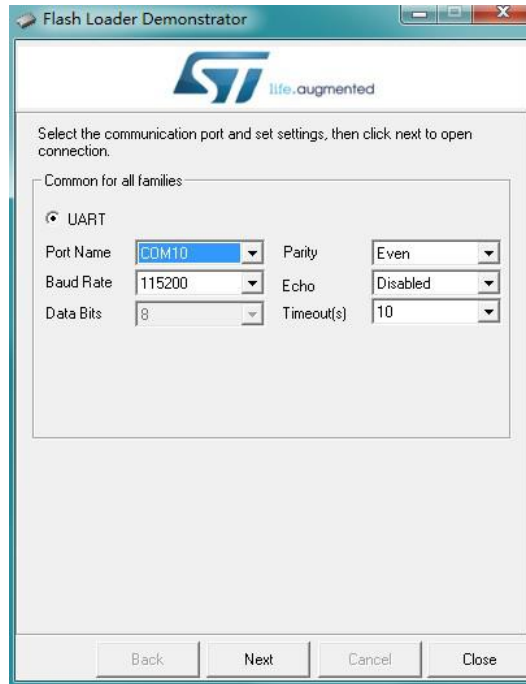 Flash Loader Demonstrator
ST life.augmented
Select the communication port and set settings, then click next to open
connection.
Common for all families
UART
Port Name COM10 Parity Even
Baud Rate 115200 Echo Disabled
Data Bits 8 Timeout(s) 10
Back Next Cancel Close